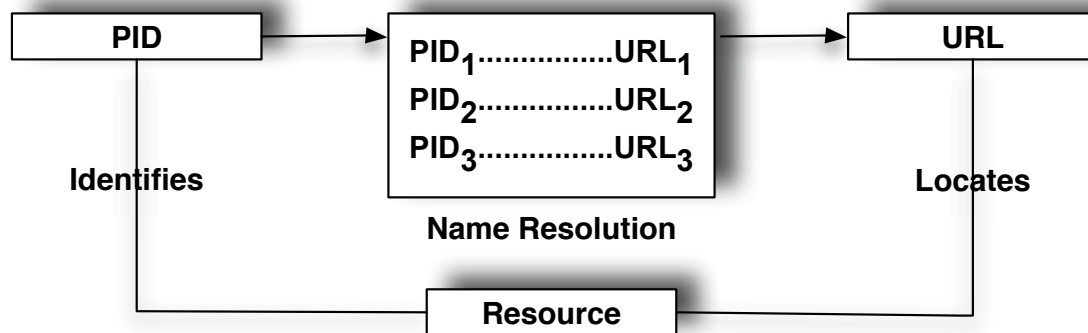 PID
PID1................URL1
PID2................URL2
PID3................URL3
URL
Identifies
Locates
Name Resolution
Resource